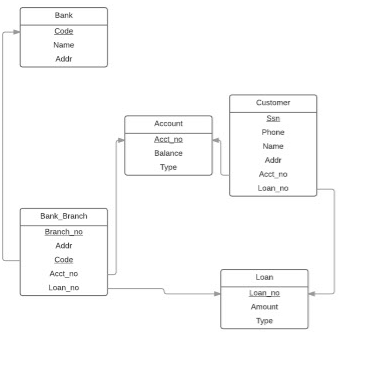 Bank
Code
Name
Addr
Account
Acct_no
Balance
Type
Customer
Ssn
Phone
Name
Addr
Acct_no
Loan_no
Bank_Branch
Branch_no
Addr
Code
Acct_no
Loan_no
Loan
Loan_no
Amount
Type